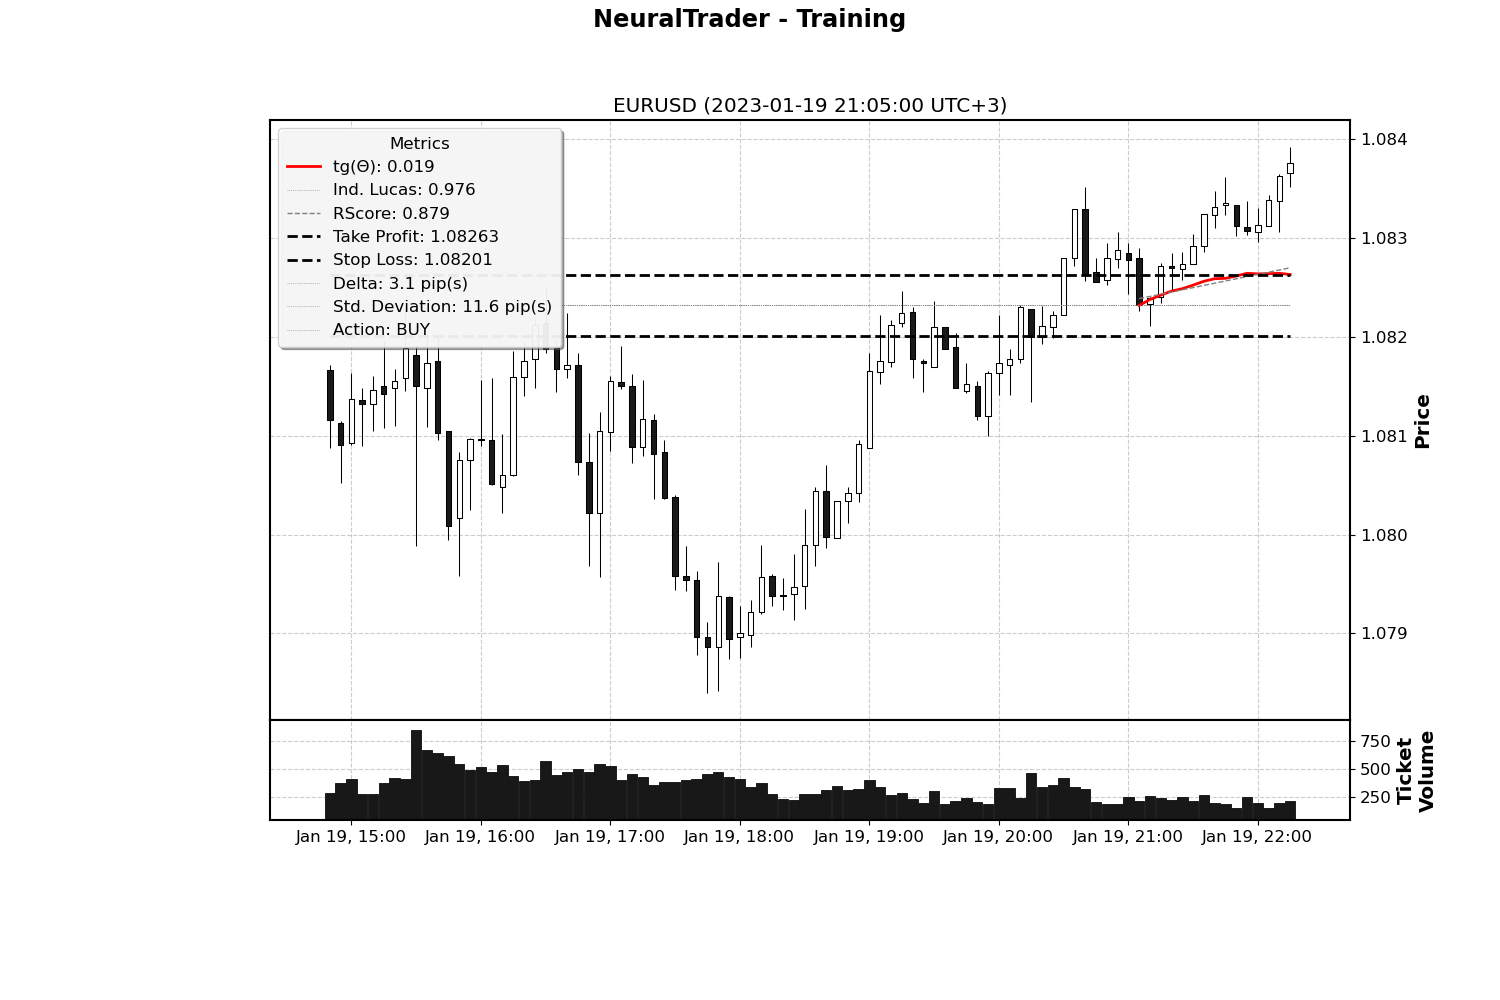 NeuralTrader - Training
EURUSD (2023-01-19 21:05:00 UTC+3)
Metrics
tg(Θ): 0.019
Ind. Lucas: 0.976
RScore: 0.879
Take Profit: 1.08263
Stop Loss: 1.08201
Delta: 3.1 pip(s)
Std. Deviation: 11.6 pip(s)
Action: BUY
1.084
1.083
1.082
1.081
1.080
1.079
Price
750
500
250
Ticket
Volume
Jan 19, 15:00
Jan 19, 16:00
Jan 19, 17:00
Jan 19, 18:00
Jan 19, 19:00
Jan 19, 20:00
Jan 19, 21:00
Jan 19, 22:00